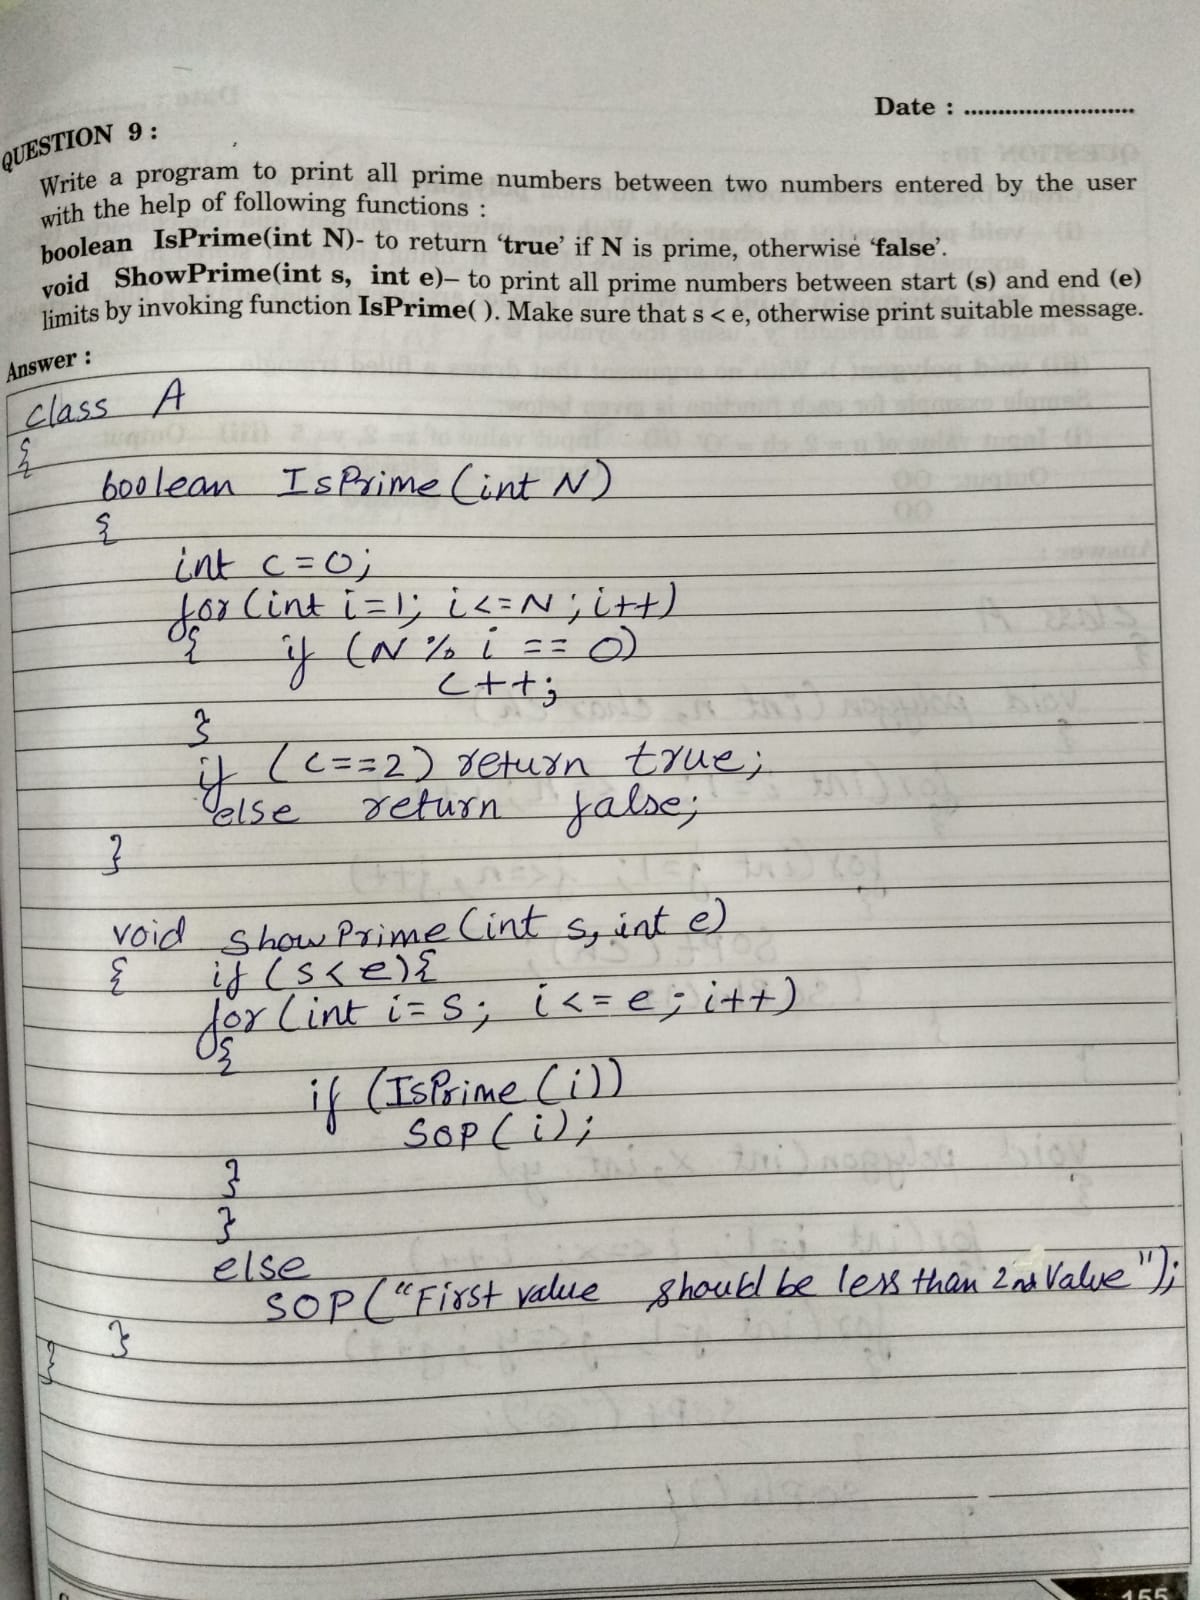 Date : ..........................
QUESTION 9 :
Write a program to print all prime numbers between two numbers entered by the user
with the help of following functions :
boolean IsPrime(int N)- to return ‘true’ if N is prime, otherwise ‘false’.
void ShowPrime(int s, int e)– to print all prime numbers between start (s) and end (e)
limits by invoking function IsPrime( ). Make sure that s < e, otherwise print suitable message.
Answer :
class A
{
boolean IsPrime (int N)
{
int c = 0;
for (int i=1; i<=N ; i++)
{ if (N % i == 0)
c++;
}
if (c==2) return true;
else return false;
}
void showPrime (int s, int e)
{ if (s<e){
for (int i=s; i<=e; i++)
{
if (IsPrime (i))
SOP (i);
}
}
else
SOP ("First value should be less than 2nd Value");
}
}
155